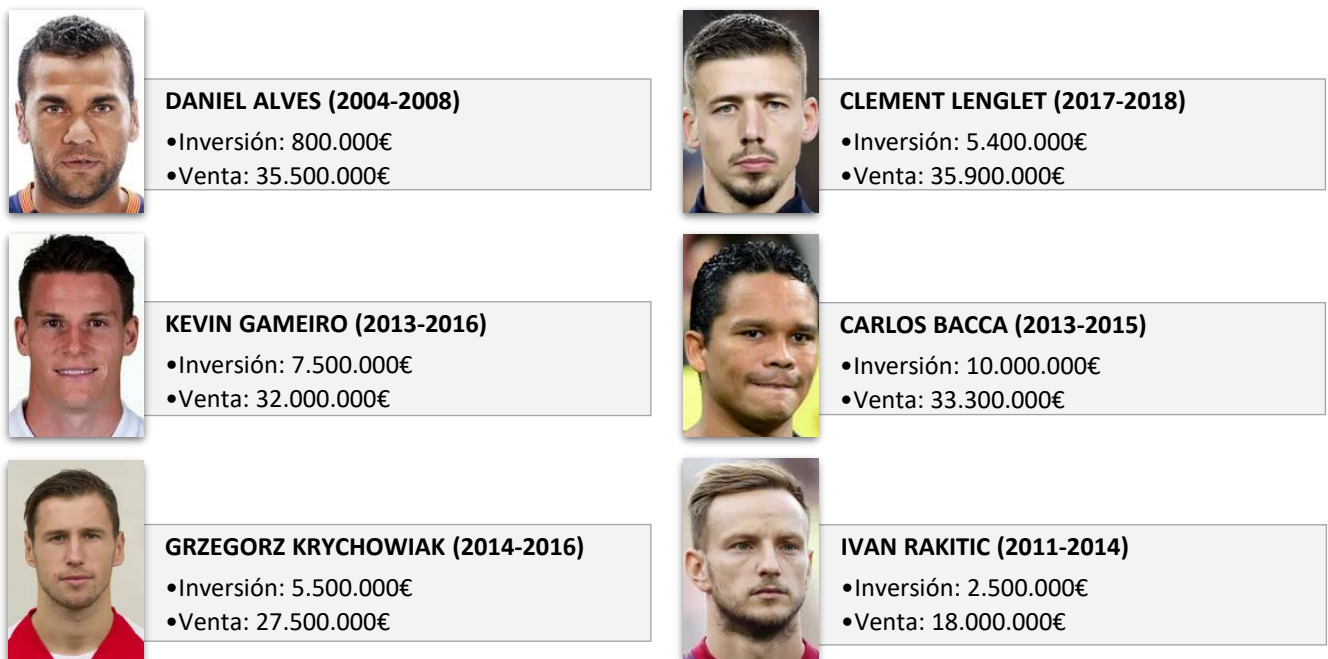 DANIEL ALVES (2004-2008)
•Inversión: 800.000€
•Venta: 35.500.000€
CLEMENT LENGLET (2017-2018)
•Inversión: 5.400.000€
•Venta: 35.900.000€
KEVIN GAMEIRO (2013-2016)
•Inversión: 7.500.000€
•Venta: 32.000.000€
CARLOS BACCA (2013-2015)
•Inversión: 10.000.000€
•Venta: 33.300.000€
GRZEGORZ KRYCHOWIAK (2014-2016)
•Inversión: 5.500.000€
•Venta: 27.500.000€
IVAN RAKITIC (2011-2014)
•Inversión: 2.500.000€
•Venta: 18.000.000€